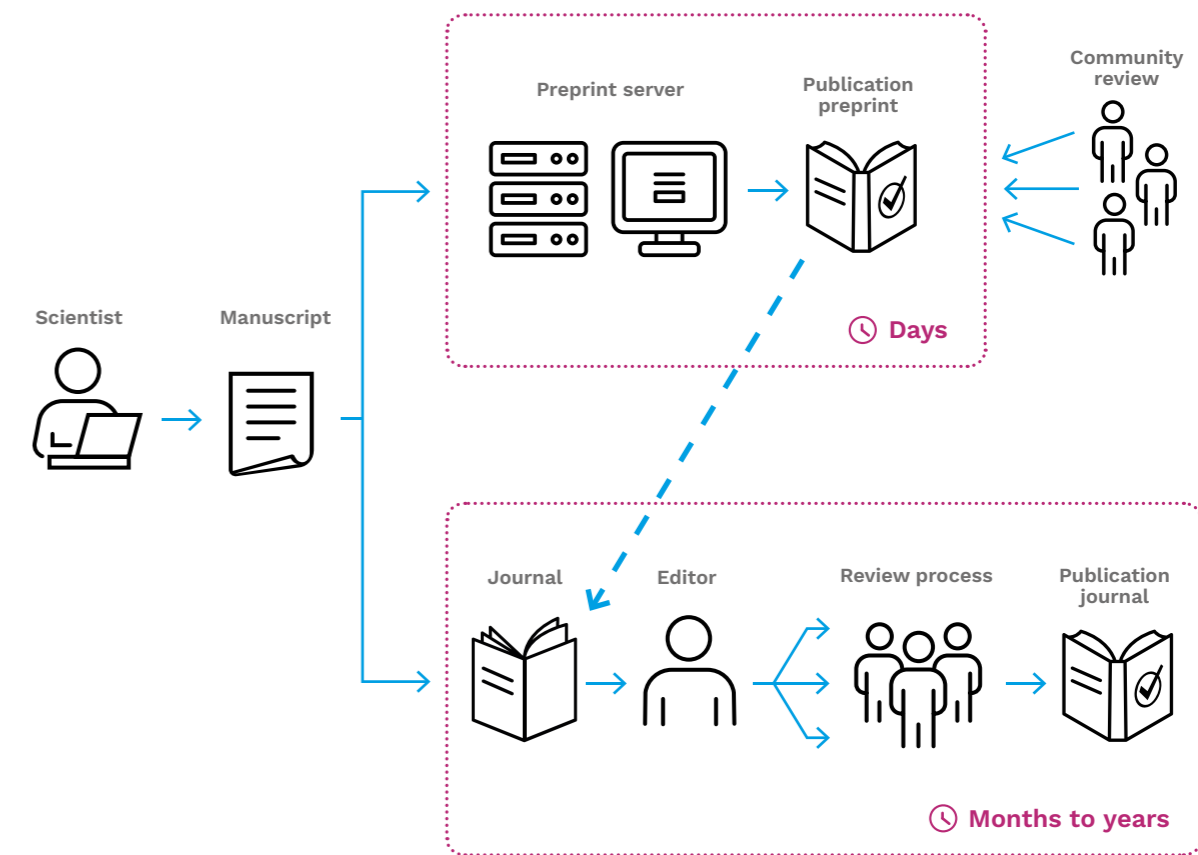 Preprint server
Publication
preprint
Community
review
Days
Scientist
Manuscript
Journal
Editor
Review process
Publication
journal
Months to years